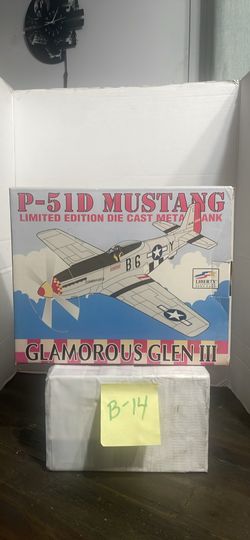 P-51D MUSTANG
LIMITED EDITION DIE CAST METAL BANK
B6 Y
LIBERTY
GLAMOROUS GLEN III
B-14